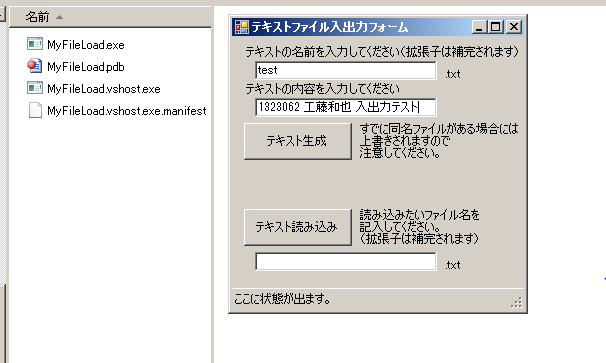 名前
MyFileLoad.exe
MyFileLoad.pdb
MyFileLoad.vshost.exe
MyFileLoad.vshost.exe.manifest
テキストファイル入出力フォーム
テキストの名前を入力してください(拡張子は補完されます)
test .txt
テキストの内容を入力してください
1323062 工藤和也 入出力テスト
テキスト生成
すでに同名ファイルがある場合には
上書きされますので
注意してください。
テキスト読み込み
読み込みたいファイル名を
記入してください。
(拡張子は補完されます)
.txt
ここに状態が出ます。